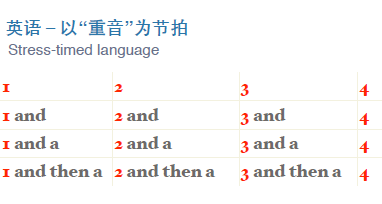 英语 – 以“重音”为节拍
Stress-timed language
1 2 3 4
1 and 2 and 3 and 4
1 and a 2 and a 3 and a 4
1 and then a 2 and then a 3 and then a 4